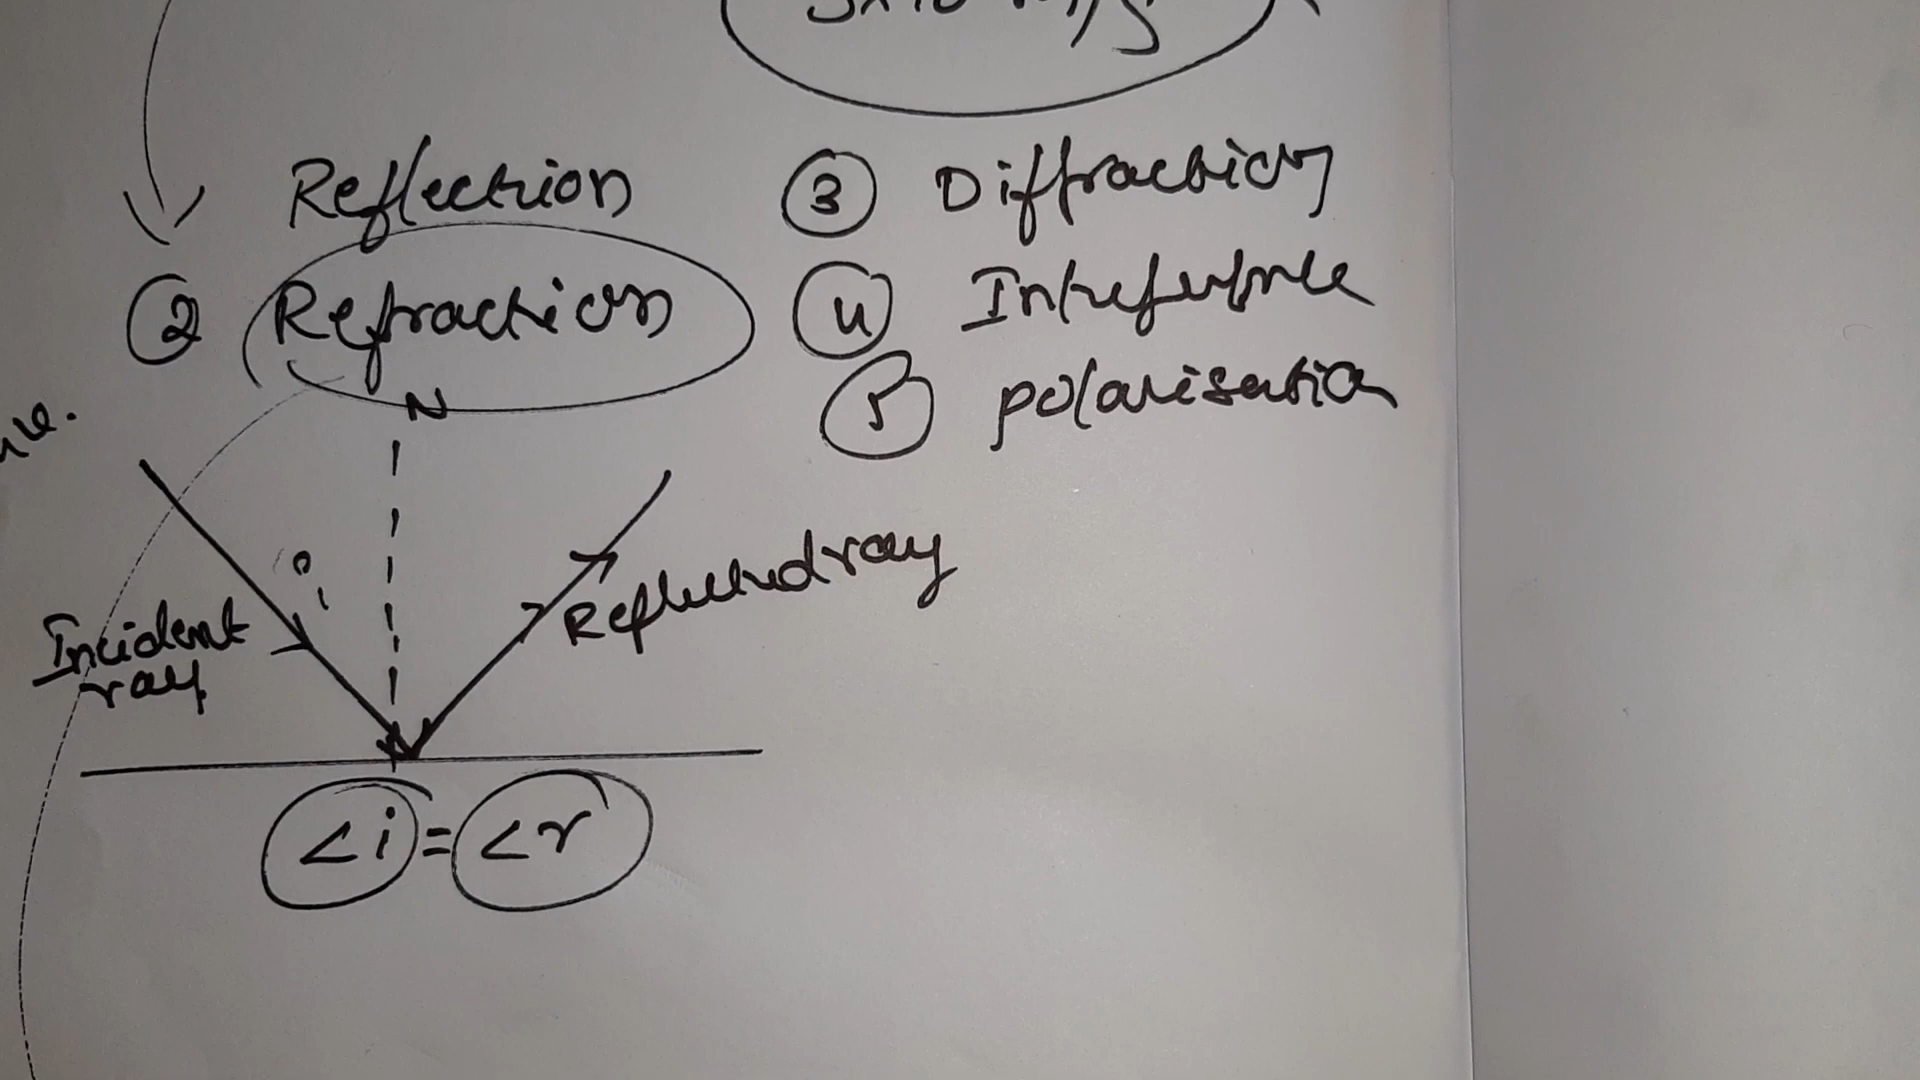 Reflection
② Refraction
③ Diffraction
④ Interference
⑤ polarisation
N
i
Incident
ray
Reflected ray
<i = <r